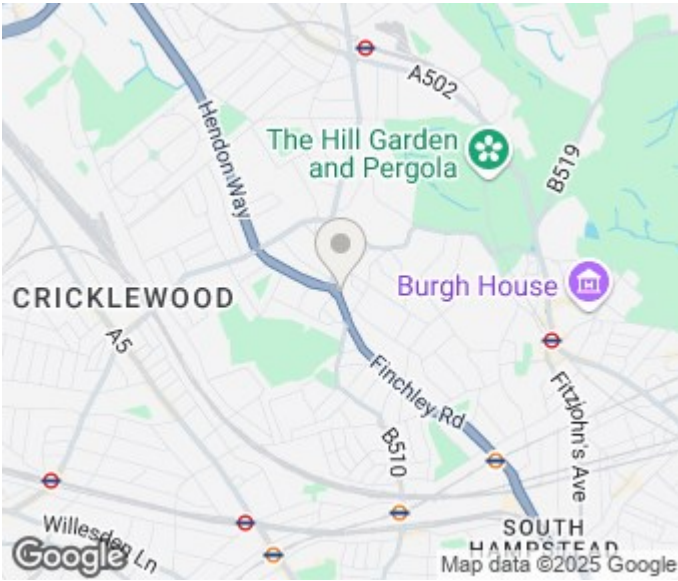 A502
The Hill Garden
and Pergola
B519
Hendon Way
Burgh House
CRICKLEWOOD
A5
Finchley Rd
Fitzjohn's Ave
B510
SOUTH
HAMPSTEAD
Willesden Ln
Google
Map data ©2025 Google